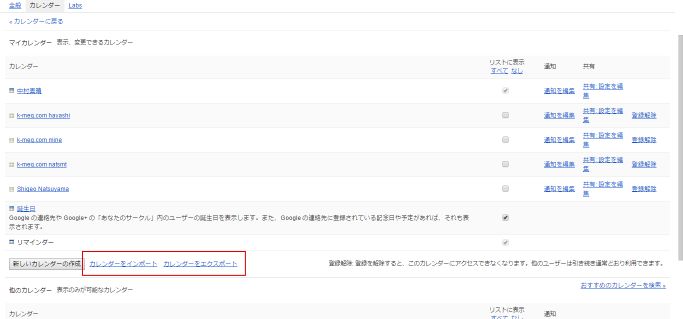 全般 カレンダー Labs
« カレンダーに戻る
マイカレンダー 表示、変更できるカレンダー
カレンダー リストに表示 通知 共有
すべて なし
中村嘉晴 通知を編集 共有: 設定を編集
k-meg.com hayashi 通知を編集 共有: 設定を編集 登録解除
k-meg.com mine 通知を編集 共有: 設定を編集 登録解除
k-meg.com natsmt 通知を編集 共有: 設定を編集 登録解除
Shigeo Natsuyama 通知を編集 共有: 設定を編集 登録解除
誕生日
Google の連絡先や Google+ の「あなたのサークル」内のユーザーの誕生日を表示します。また、Google の連絡先に登録されている記念日や予定があれば、それも表
示されます。
リマインダー
新しいカレンダーの作成 カレンダーをインポート カレンダーをエクスポート 登録解除: 登録を解除すると、このカレンダーにアクセスできなくなります。他のユーザーは引き続き通常どおり利用できます。
他のカレンダー 表示のみが可能なカレンダー おすすめのカレンダーを検索 »
カレンダー リストに表示 通知
すべて なし